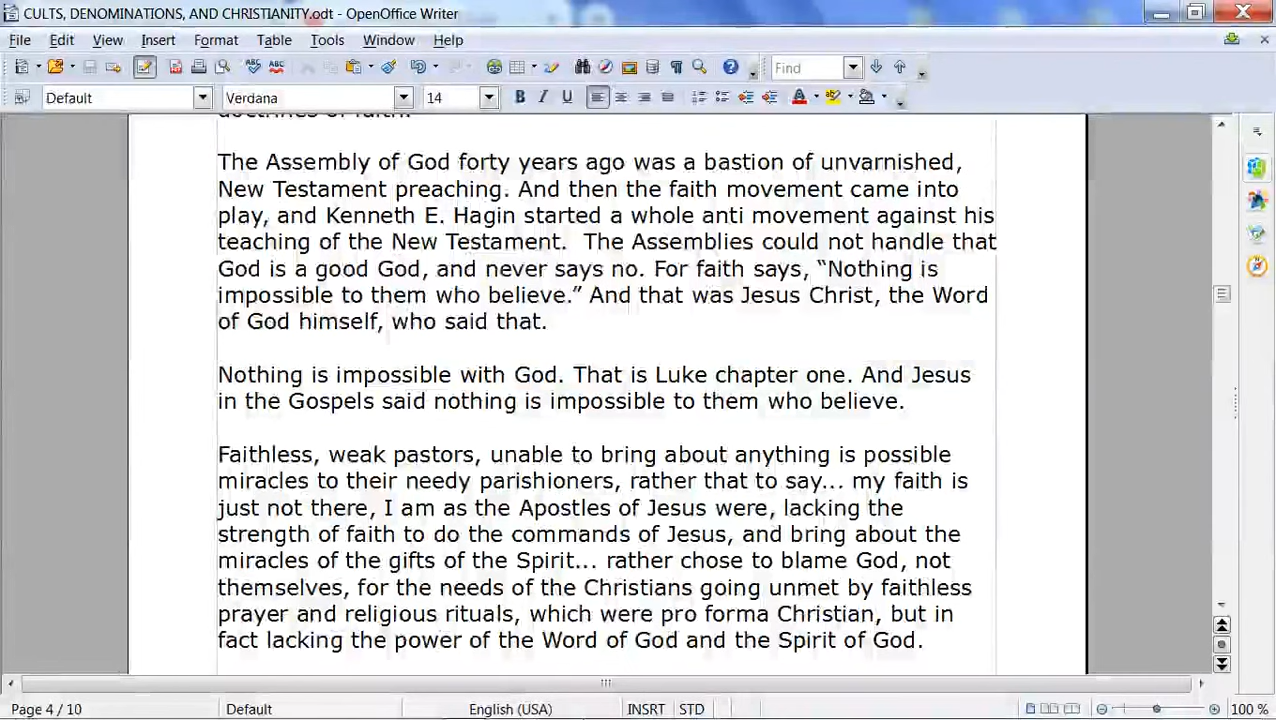 CULTS, DENOMINATIONS, AND CHRISTIANITY.odt - OpenOffice Writer
File Edit View Insert Format Table Tools Window Help
Find
Default Verdana 14 B I U
doctrines of faith.
The Assembly of God forty years ago was a bastion of unvarnished,
New Testament preaching. And then the faith movement came into
play, and Kenneth E. Hagin started a whole anti movement against his
teaching of the New Testament.  The Assemblies could not handle that
God is a good God, and never says no. For faith says, “Nothing is
impossible to them who believe.” And that was Jesus Christ, the Word
of God himself, who said that.
Nothing is impossible with God. That is Luke chapter one. And Jesus
in the Gospels said nothing is impossible to them who believe.
Faithless, weak pastors, unable to bring about anything is possible
miracles to their needy parishioners, rather that to say... my faith is
just not there, I am as the Apostles of Jesus were, lacking the
strength of faith to do the commands of Jesus, and bring about the
miracles of the gifts of the Spirit... rather chose to blame God, not
themselves, for the needs of the Christians going unmet by faithless
prayer and religious rituals, which were pro forma Christian, but in
fact lacking the power of the Word of God and the Spirit of God.
Page 4 / 10 Default English (USA) INSRT STD 100 %